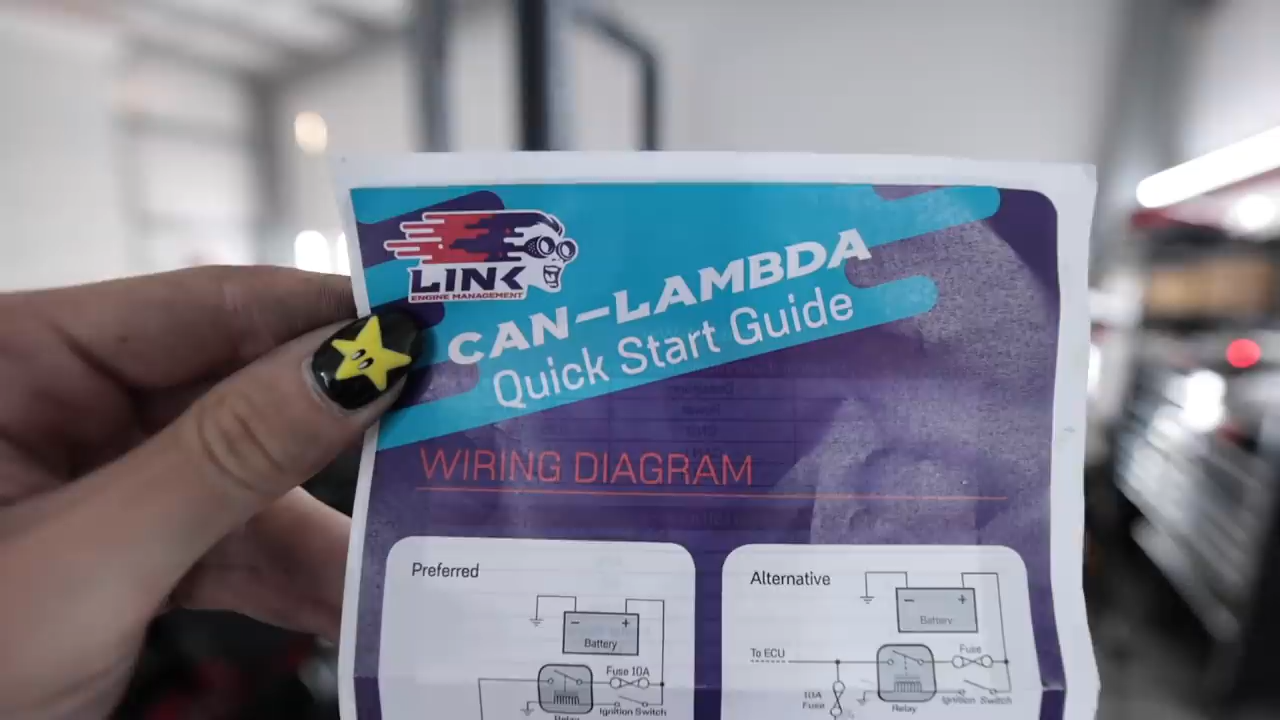 LINK
ENGINE MANAGEMENT
CAN-LAMBDA
Quick Start Guide
WIRING DIAGRAM
Preferred
- +
Battery
Fuse 10A
Ignition Switch
Relay
Alternative
- +
Battery
To ECU
Fuse
10A
Fuse
Ignition Switch
Relay